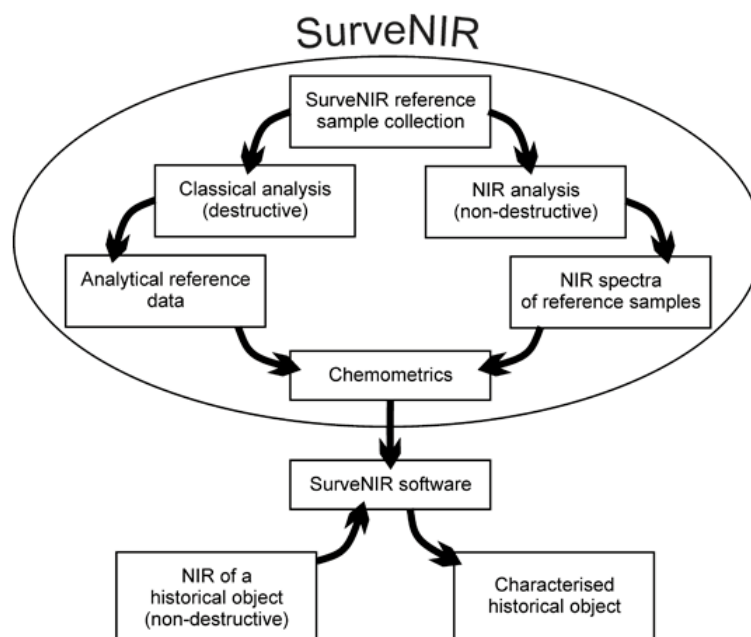 SurveNIR
SurveNIR reference
sample collection
Classical analysis
(destructive)
NIR analysis
(non-destructive)
Analytical reference
data
NIR spectra
of reference samples
Chemometrics
SurveNIR software
NIR of a
historical object
(non-destructive)
Characterised
historical object